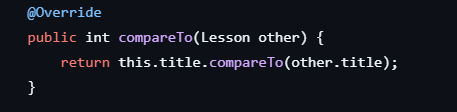 @Override
public int compareTo(Lesson other) {
    return this.title.compareTo(other.title);
}